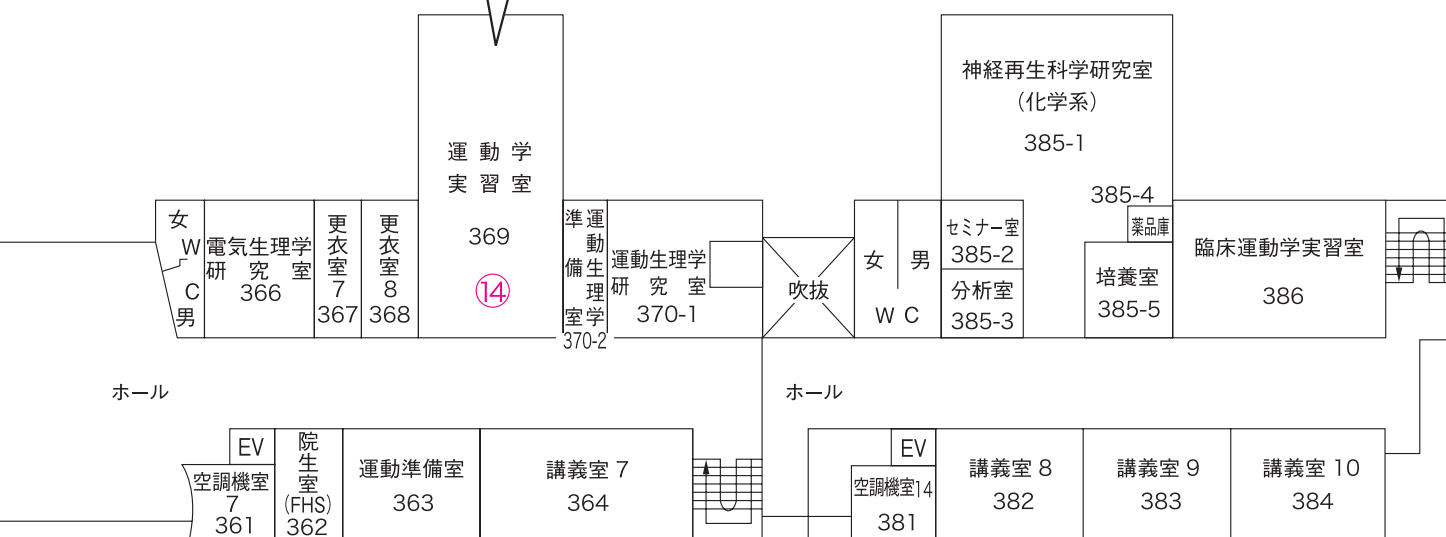 神経再生科学研究室
(化学系)
385-1
運動学
実習室
369
⑭
女
WC
男
電気生理学
研究室
366
更衣室7
367
更衣室8
368
運動生理学
準備室
370-2
運動生理学
研究室
370-1
吹抜
女
男
WC
セミナー室
385-2
分析室
385-3
385-4
薬品庫
培養室
385-5
臨床運動学実習室
386
ホール
ホール
EV
空調機室
7
361
院生室
(FHS)
362
運動準備室
363
講義室 7
364
EV
空調機室14
381
講義室 8
382
講義室 9
383
講義室 10
384